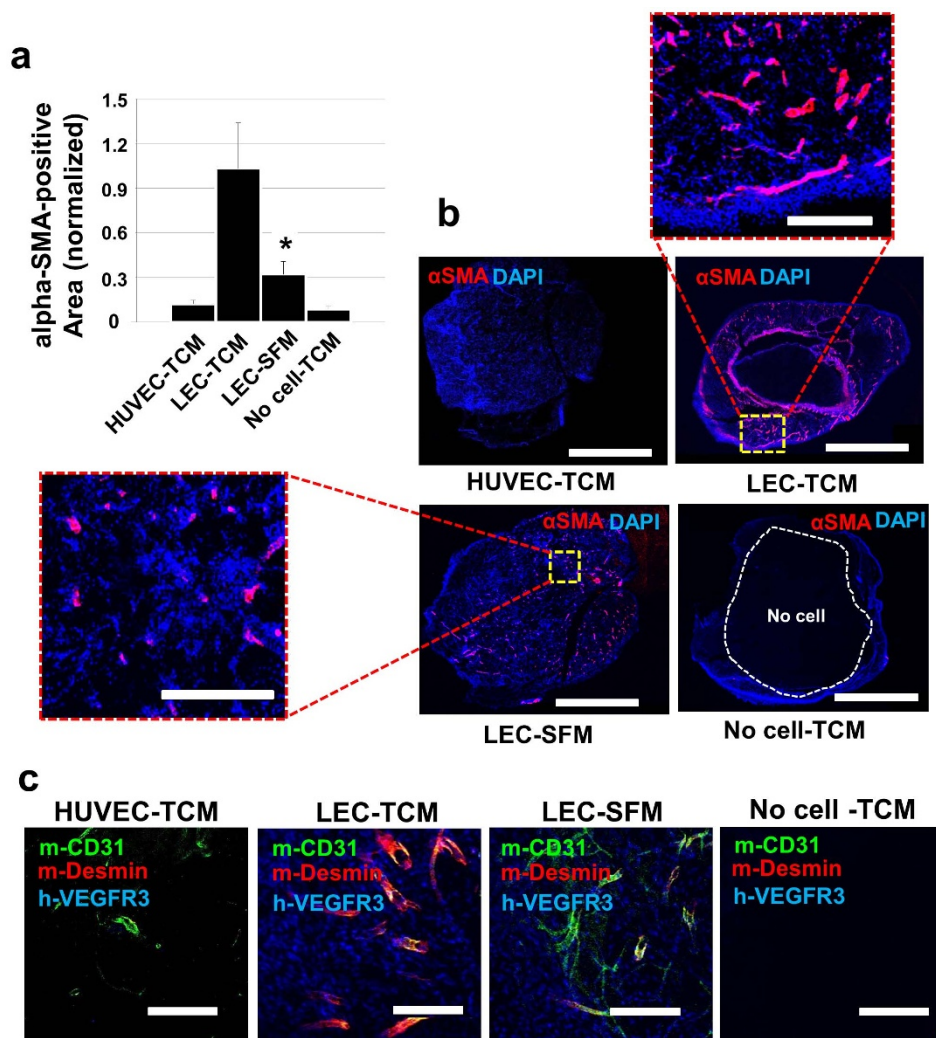 a
alpha-SMA-positive
Area (normalized)
1.5
1.2
0.9
0.6
0.3
0
*
HUVEC-TCM
LEC-TCM
LEC-SFM
No cell-TCM
b
αSMA DAPI
HUVEC-TCM
αSMA DAPI
LEC-TCM
αSMA DAPI
LEC-SFM
αSMA DAPI
No cell
No cell-TCM
c
HUVEC-TCM
m-CD31
m-Desmin
h-VEGFR3
LEC-TCM
m-CD31
m-Desmin
h-VEGFR3
LEC-SFM
m-CD31
m-Desmin
h-VEGFR3
No cell -TCM
m-CD31
m-Desmin
h-VEGFR3